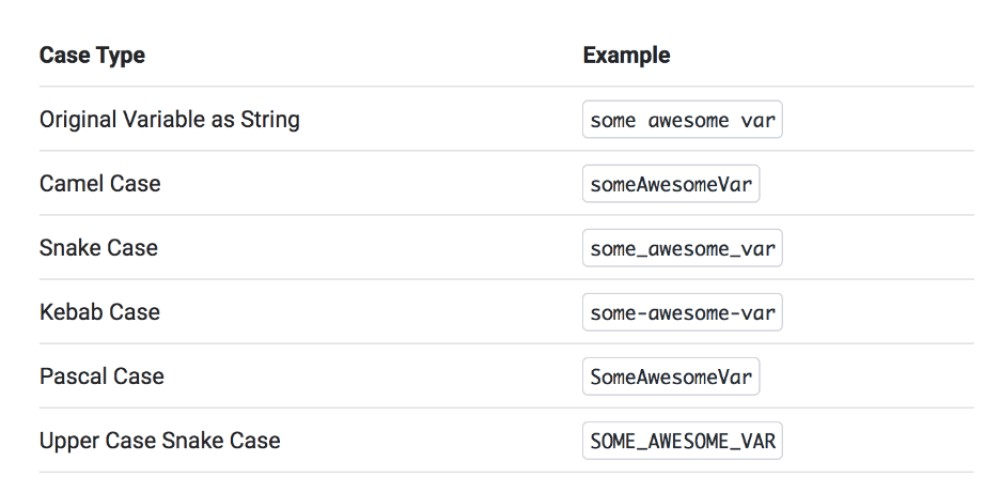 Case Type Example
Original Variable as String some awesome var
Camel Case someAwesomeVar
Snake Case some_awesome_var
Kebab Case some-awesome-var
Pascal Case SomeAwesomeVar
Upper Case Snake Case SOME_AWESOME_VAR